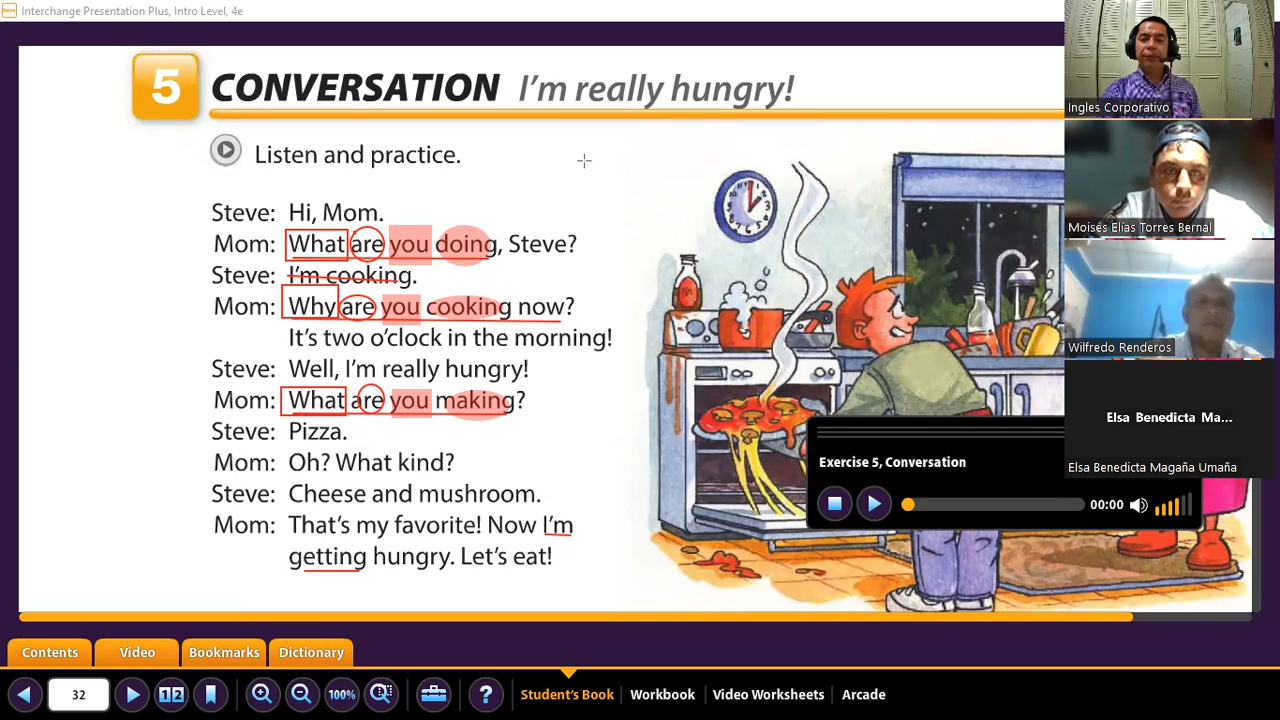 Interchange Presentation Plus, Intro Level, 4e
5 CONVERSATION I'm really hungry!
Listen and practice.
Steve: Hi, Mom.
Mom: What are you doing, Steve?
Steve: I'm cooking.
Mom: Why are you cooking now?
It's two o'clock in the morning!
Steve: Well, I'm really hungry!
Mom: What are you making?
Steve: Pizza.
Mom: Oh? What kind?
Steve: Cheese and mushroom.
Mom: That's my favorite! Now I'm
getting hungry. Let's eat!
Exercise 5, Conversation
00:00
Ingles Corporativo
Moisés Elías Torres Bernal
Wilfredo Renderos
Elsa Benedicta Ma...
Elsa Benedicta Magaña Umaña
Contents Video Bookmarks Dictionary
32 1 2 100% ? Student's Book Workbook Video Worksheets Arcade